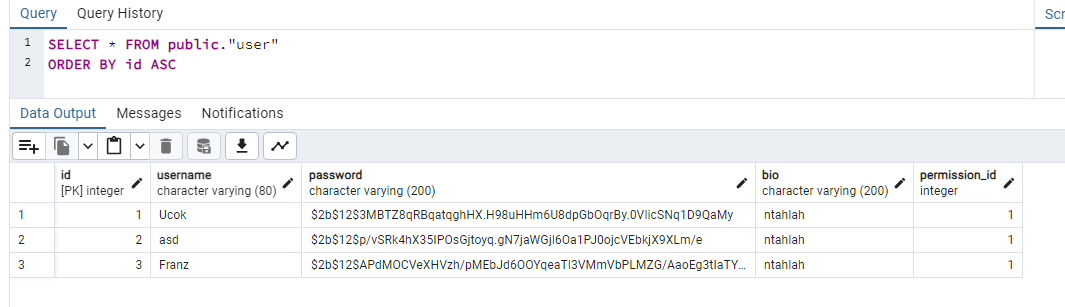 Query Query History Scr
1 SELECT * FROM public."user"
2 ORDER BY id ASC
Data Output Messages Notifications
id username password bio permission_id
[PK] integer character varying (80) character varying (200) character varying (200) integer
1 1 Ucok $2b$12$3MBTZ8qRBqatqghHX.H98uHHm6U8dpGbOqrBy.0VlicSNq1D9QaMy ntahlah 1
2 2 asd $2b$12$p/vSRk4hX35IPOsGjtoyq.gN7jaWGjl6Oa1PJ0ojcVEbkjX9XLm/e ntahlah 1
3 3 Franz $2b$12$APdMOCVeXHVzh/pMEbJd6OOYqeaTl3VMmVbPLMZG/AaoEg3tIaTY... ntahlah 1